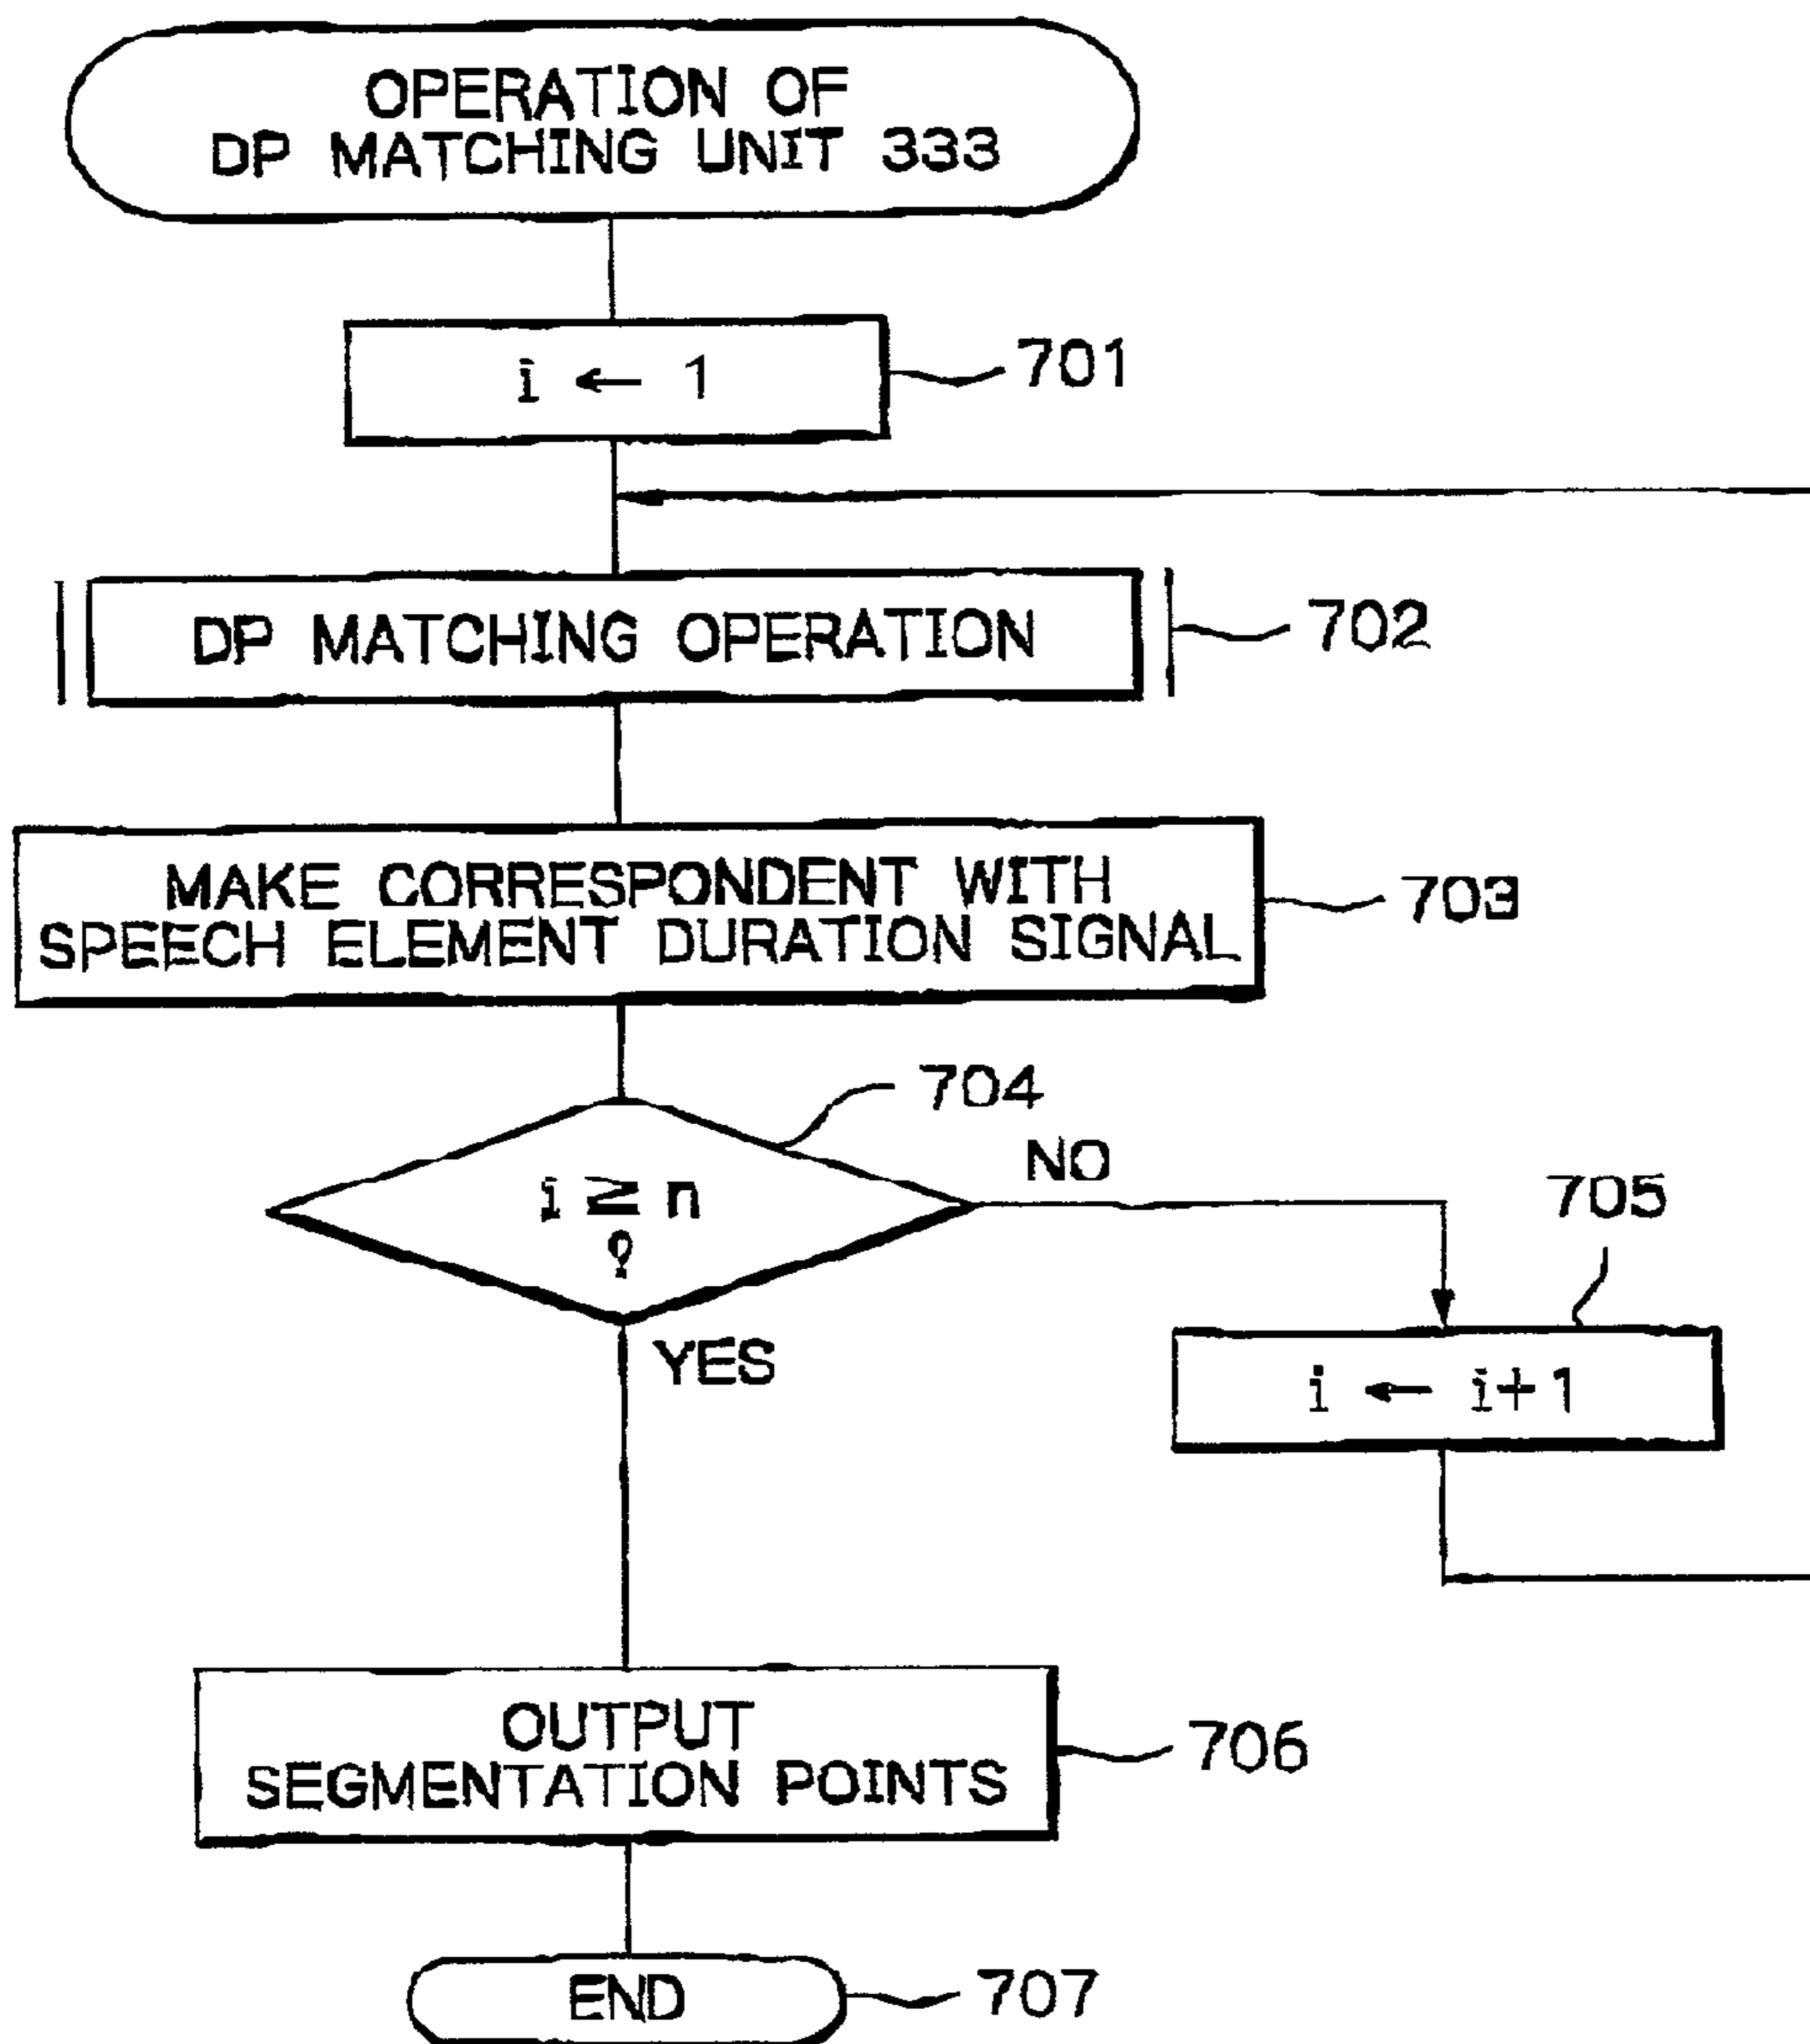 OPERATION OF
DP MATCHING UNIT 333
i ← 1
701
DP MATCHING OPERATION
702
MAKE CORRESPONDENT WITH
SPEECH ELEMENT DURATION SIGNAL
703
704
i ≧ n
?
NO
YES
705
i ← i+1
OUTPUT
SEGMENTATION POINTS
706
END
707